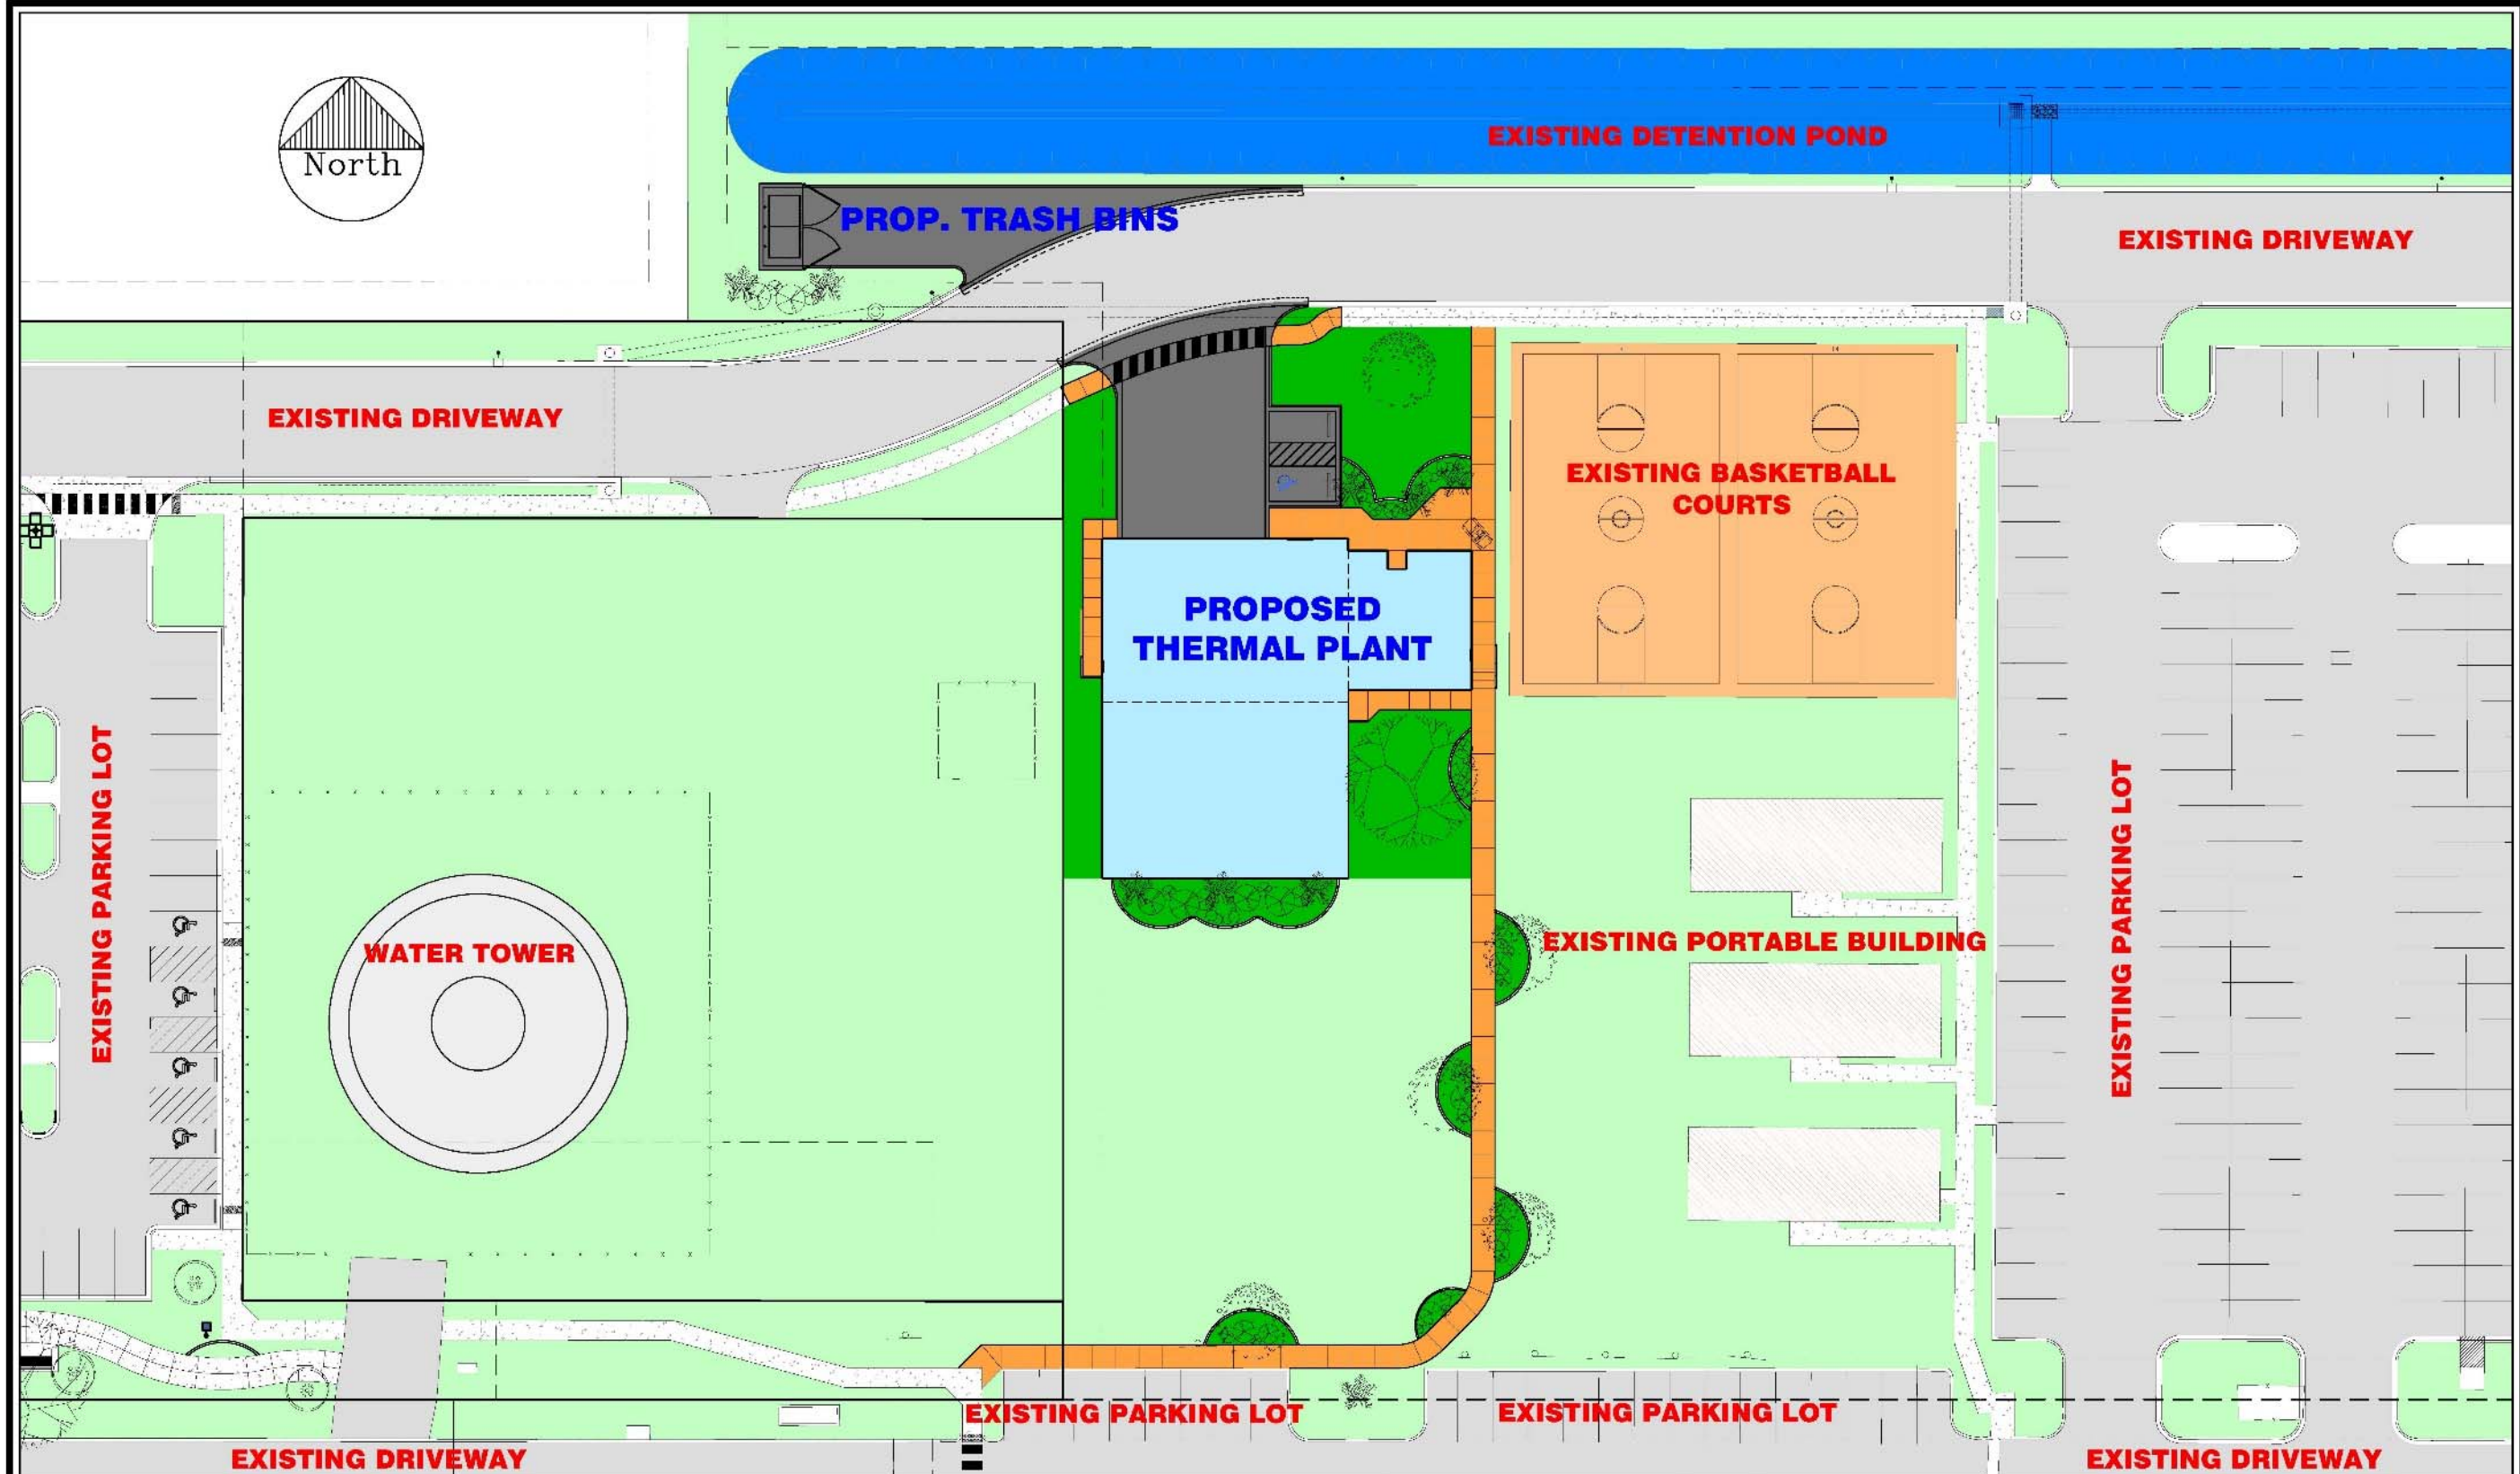 North
EXISTING DETENTION POND
PROP. TRASH BINS
EXISTING DRIVEWAY
EXISTING DRIVEWAY
EXISTING BASKETBALL
COURTS
PROPOSED
THERMAL PLANT
EXISTING PARKING LOT
WATER TOWER
EXISTING PORTABLE BUILDING
EXISTING PARKING LOT
EXISTING PARKING LOT
EXISTING PARKING LOT
EXISTING DRIVEWAY
EXISTING DRIVEWAY